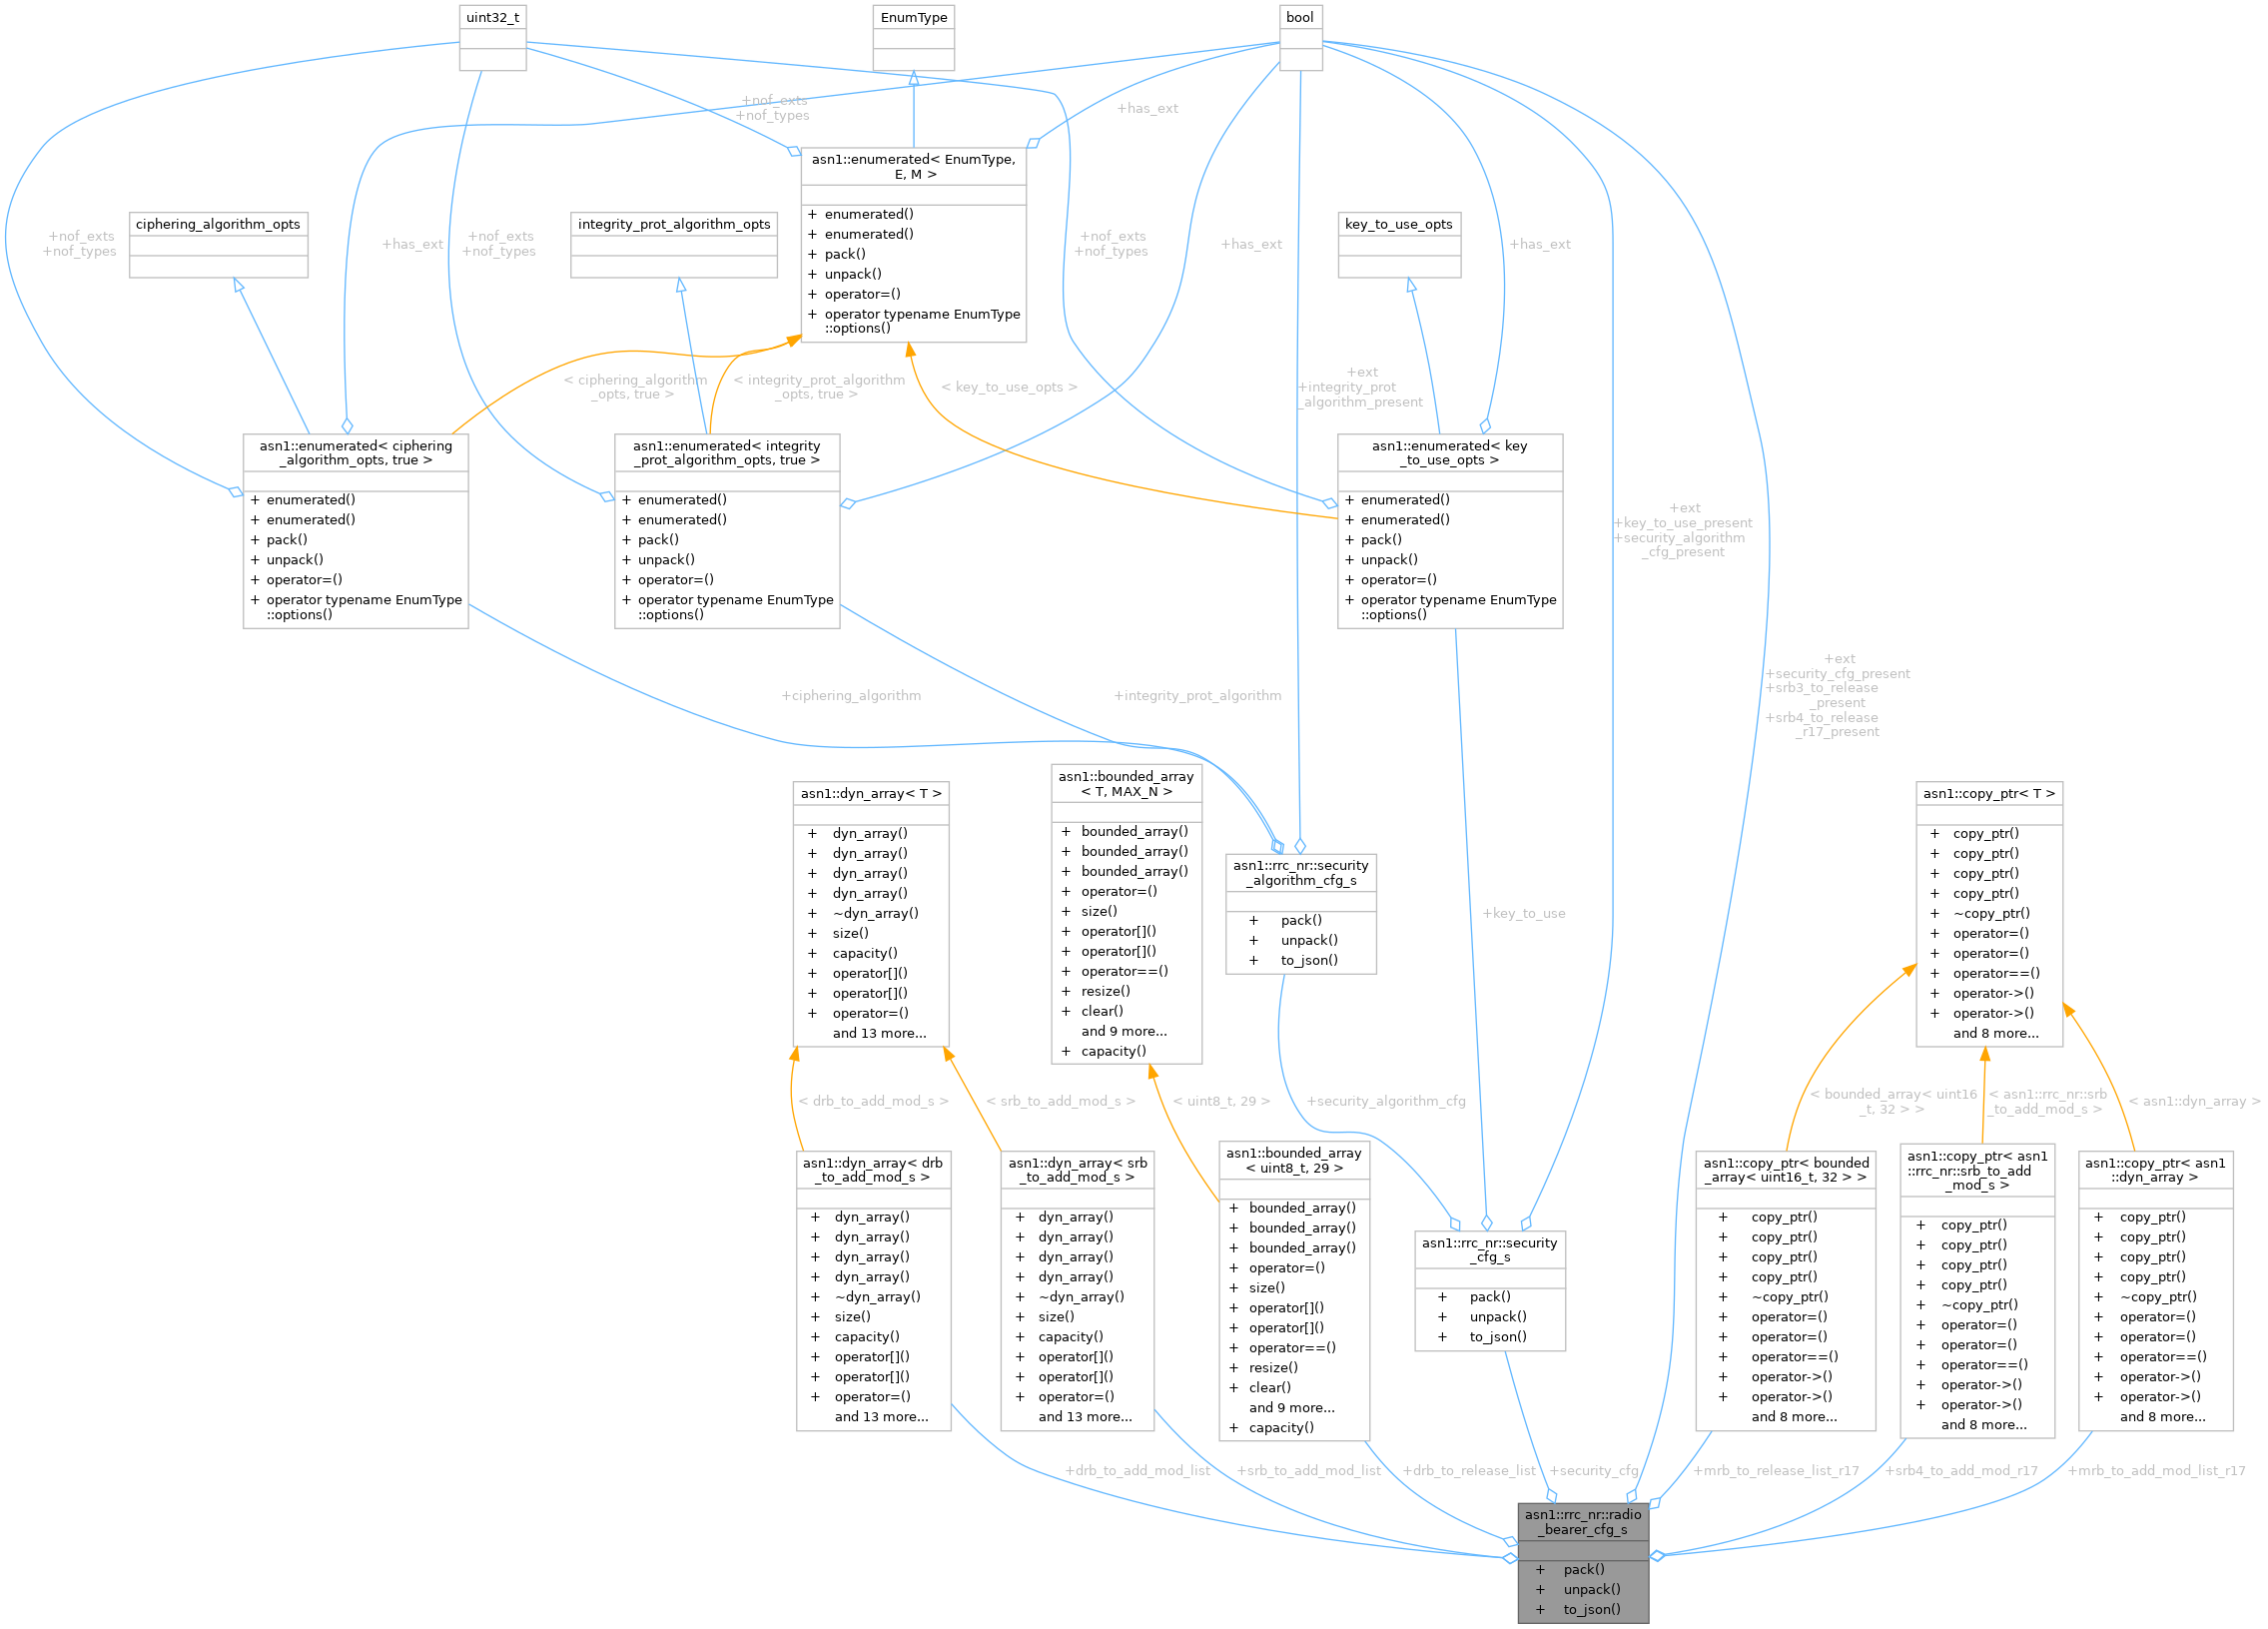 uint32_t
EnumType
bool
+nof_exts
+nof_types
+has_ext
asn1::enumerated< EnumType,
E, M >
+ enumerated()
+ enumerated()
+ pack()
+ unpack()
+ operator=()
+ operator typename EnumType
::options()
ciphering_algorithm_opts
integrity_prot_algorithm_opts
key_to_use_opts
+nof_exts
+nof_types
+has_ext
+nof_exts
+nof_types
+nof_exts
+nof_types
+has_ext
+has_ext
< ciphering_algorithm
_opts, true >
< integrity_prot_algorithm
_opts, true >
< key_to_use_opts >
+ext
+integrity_prot
_algorithm_present
asn1::enumerated< ciphering
_algorithm_opts, true >
+ enumerated()
+ enumerated()
+ pack()
+ unpack()
+ operator=()
+ operator typename EnumType
::options()
asn1::enumerated< integrity
_prot_algorithm_opts, true >
+ enumerated()
+ enumerated()
+ pack()
+ unpack()
+ operator=()
+ operator typename EnumType
::options()
asn1::enumerated< key
_to_use_opts >
+ enumerated()
+ enumerated()
+ pack()
+ unpack()
+ operator=()
+ operator typename EnumType
::options()
+ext
+key_to_use_present
+security_algorithm
_cfg_present
+ext
+security_cfg_present
+srb3_to_release
_present
+srb4_to_release
_r17_present
+ciphering_algorithm
+integrity_prot_algorithm
asn1::dyn_array< T >
+ dyn_array()
+ dyn_array()
+ dyn_array()
+ dyn_array()
+ ~dyn_array()
+ size()
+ capacity()
+ operator[]()
+ operator[]()
+ operator=()
and 13 more...
asn1::bounded_array
< T, MAX_N >
+ bounded_array()
+ bounded_array()
+ bounded_array()
+ operator=()
+ size()
+ operator[]()
+ operator[]()
+ operator==()
+ resize()
+ clear()
and 9 more...
+ capacity()
asn1::rrc_nr::security
_algorithm_cfg_s
+ pack()
+ unpack()
+ to_json()
+key_to_use
asn1::copy_ptr< T >
+ copy_ptr()
+ copy_ptr()
+ copy_ptr()
+ copy_ptr()
+ ~copy_ptr()
+ operator=()
+ operator=()
+ operator==()
+ operator->()
+ operator->()
and 8 more...
< drb_to_add_mod_s >
< srb_to_add_mod_s >
< uint8_t, 29 >
+security_algorithm_cfg
< bounded_array< uint16
_t, 32 > >
< asn1::rrc_nr::srb
_to_add_mod_s >
< asn1::dyn_array >
asn1::dyn_array< drb
_to_add_mod_s >
+ dyn_array()
+ dyn_array()
+ dyn_array()
+ dyn_array()
+ ~dyn_array()
+ size()
+ capacity()
+ operator[]()
+ operator[]()
+ operator=()
and 13 more...
asn1::dyn_array< srb
_to_add_mod_s >
+ dyn_array()
+ dyn_array()
+ dyn_array()
+ dyn_array()
+ ~dyn_array()
+ size()
+ capacity()
+ operator[]()
+ operator[]()
+ operator=()
and 13 more...
asn1::bounded_array
< uint8_t, 29 >
+ bounded_array()
+ bounded_array()
+ bounded_array()
+ operator=()
+ size()
+ operator[]()
+ operator[]()
+ operator==()
+ resize()
+ clear()
and 9 more...
+ capacity()
asn1::rrc_nr::security
_cfg_s
+ pack()
+ unpack()
+ to_json()
asn1::copy_ptr< bounded
_array< uint16_t, 32 > >
+ copy_ptr()
+ copy_ptr()
+ copy_ptr()
+ copy_ptr()
+ ~copy_ptr()
+ operator=()
+ operator=()
+ operator==()
+ operator->()
+ operator->()
and 8 more...
asn1::copy_ptr< asn1
::rrc_nr::srb_to_add
_mod_s >
+ copy_ptr()
+ copy_ptr()
+ copy_ptr()
+ copy_ptr()
+ ~copy_ptr()
+ operator=()
+ operator=()
+ operator==()
+ operator->()
+ operator->()
and 8 more...
asn1::copy_ptr< asn1
::dyn_array >
+ copy_ptr()
+ copy_ptr()
+ copy_ptr()
+ copy_ptr()
+ ~copy_ptr()
+ operator=()
+ operator=()
+ operator==()
+ operator->()
+ operator->()
and 8 more...
+drb_to_add_mod_list
+srb_to_add_mod_list
+drb_to_release_list
+security_cfg
+mrb_to_release_list_r17
+srb4_to_add_mod_r17
+mrb_to_add_mod_list_r17
asn1::rrc_nr::radio
_bearer_cfg_s
+ pack()
+ unpack()
+ to_json()